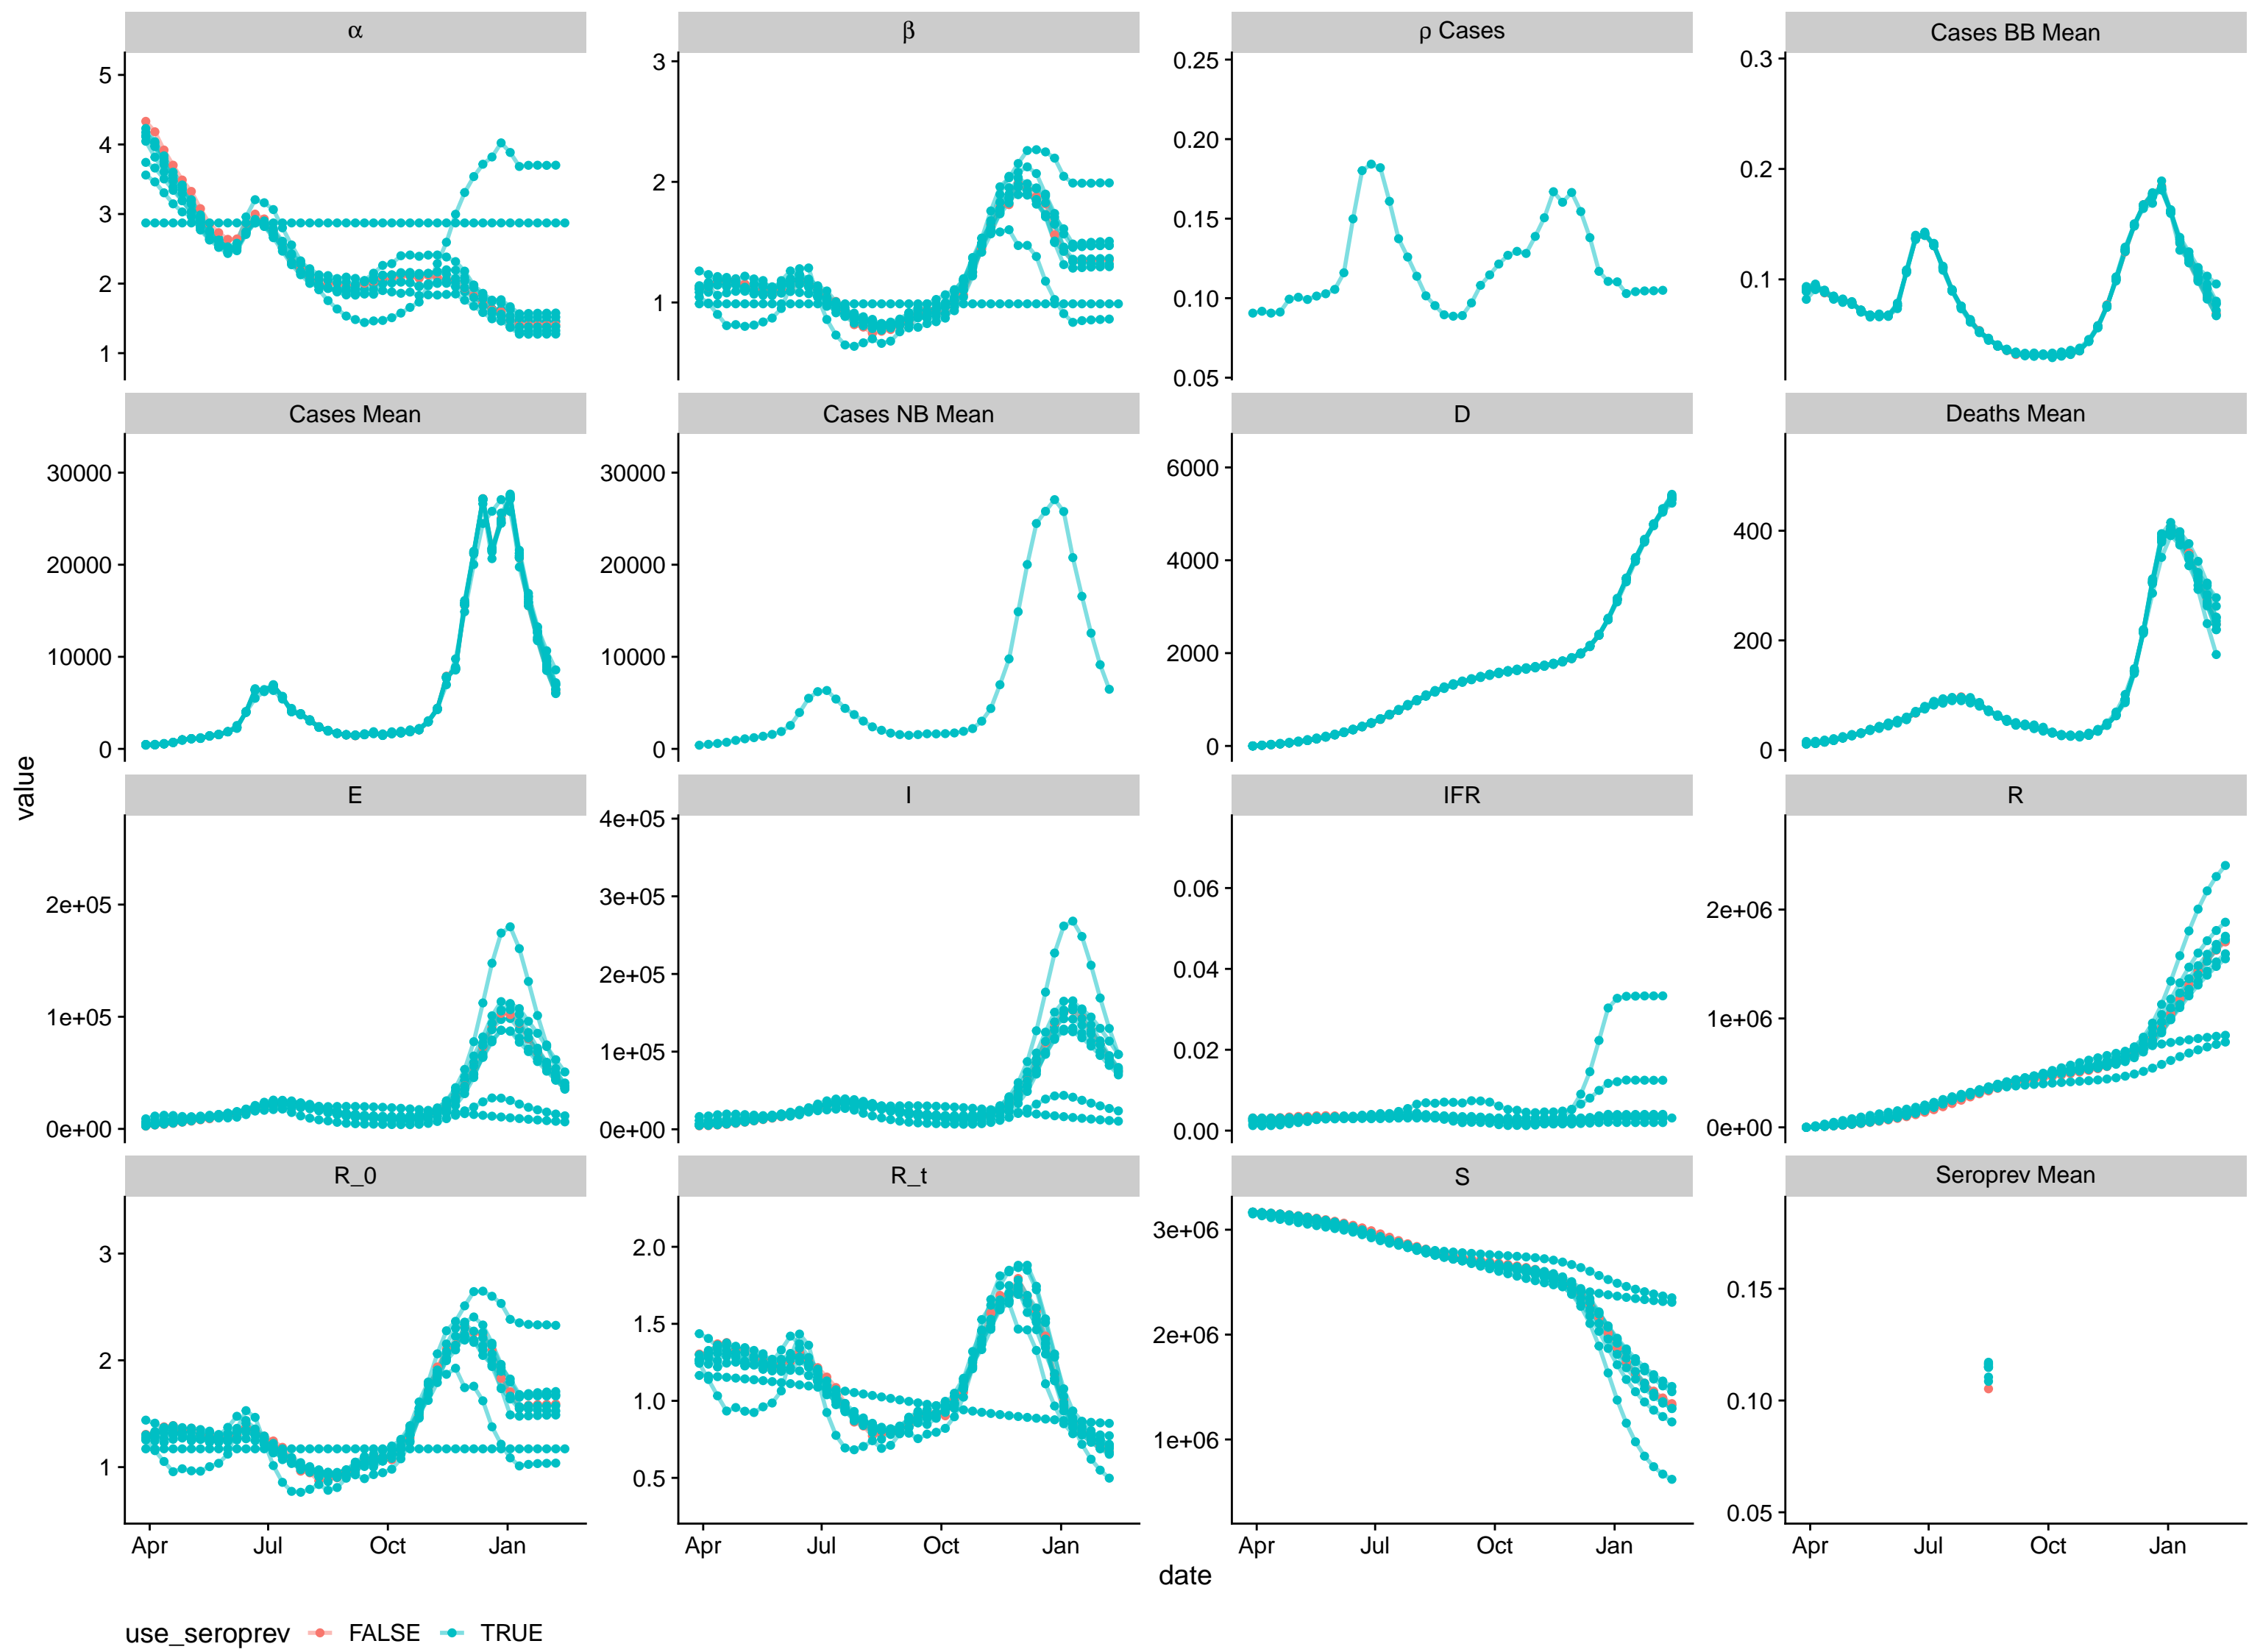 α β ρ Cases Cases BB Mean
5 4 3 2 1
3 2 1
0.25 0.20 0.15 0.10 0.05
0.3 0.2 0.1
Cases Mean Cases NB Mean D Deaths Mean
30000 20000 10000 0
30000 20000 10000 0
6000 4000 2000 0
400 200 0
value
E I IFR R
2e+05 1e+05 0e+00
4e+05 3e+05 2e+05 1e+05 0e+00
0.06 0.04 0.02 0.00
2e+06 1e+06 0e+00
R_0 R_t S Seroprev Mean
3 2 1
2.0 1.5 1.0 0.5
3e+06 2e+06 1e+06
0.15 0.10 0.05
Apr Jul Oct Jan Apr Jul Oct Jan Apr Jul Oct Jan Apr Jul Oct Jan
date
use_seroprev FALSE TRUE